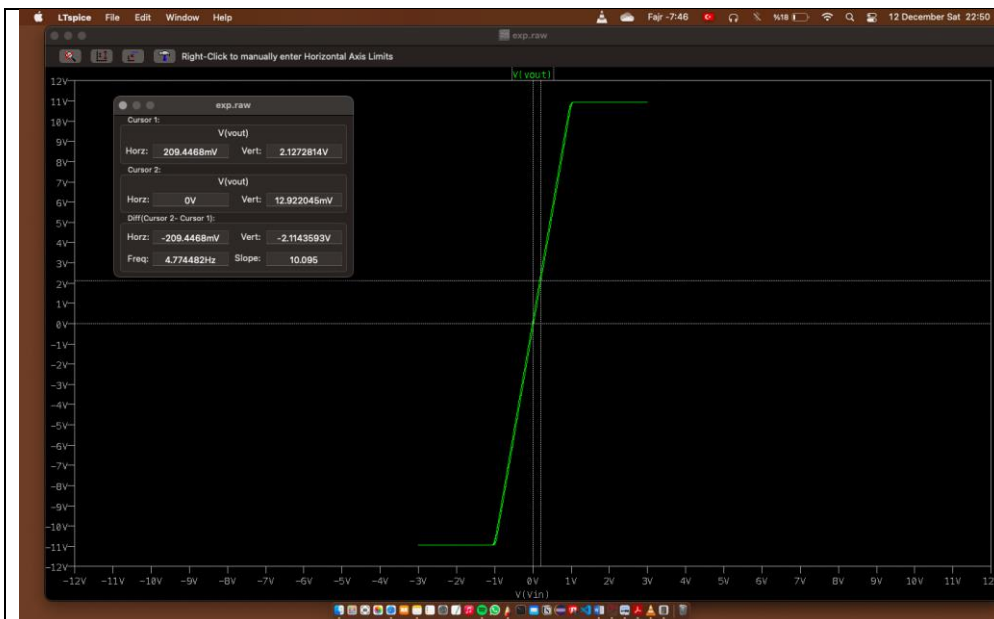 LTspice File Edit Window Help Fajr -7:46 %18 12 December Sat 22:50
exp.raw
Right-Click to manually enter Horizontal Axis Limits
V(vout)
12V
11V
10V
9V
8V
7V
6V
5V
4V
3V
2V
1V
0V
-1V
-2V
-3V
-4V
-5V
-6V
-7V
-8V
-9V
-10V
-11V
-12V
exp.raw
Cursor 1:
V(vout)
Horz: 209.4468mV Vert: 2.1272814V
Cursor 2:
V(vout)
Horz: 0V Vert: 12.922045mV
Diff(Cursor 2- Cursor 1):
Horz: -209.4468mV Vert: -2.1143593V
Freq: 4.774482Hz Slope: 10.095
-12V -11V -10V -9V -8V -7V -6V -5V -4V -3V -2V -1V 0V 1V 2V 3V 4V 5V 6V 7V 8V 9V 10V 11V 12
V(Vin)